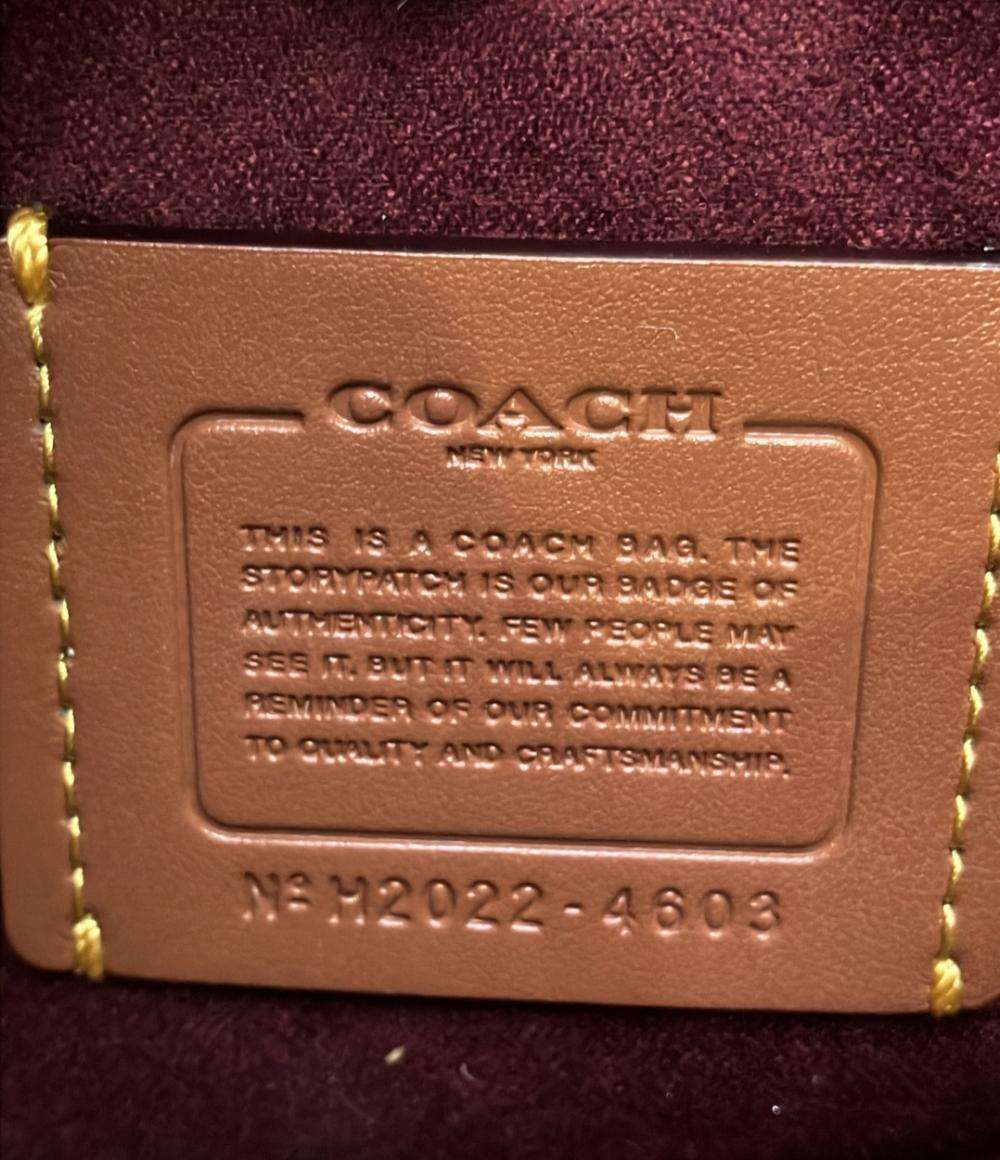 COACH
NEW YORK
THIS IS A COACH BAG. THE
STORYPATCH IS OUR BADGE OF
AUTHENTICITY. FEW PEOPLE MAY
SEE IT. BUT IT WILL ALWAYS BE A
REMINDER OF OUR COMMITMENT
TO QUALITY AND CRAFTSMANSHIP.
Nº H2022-4603